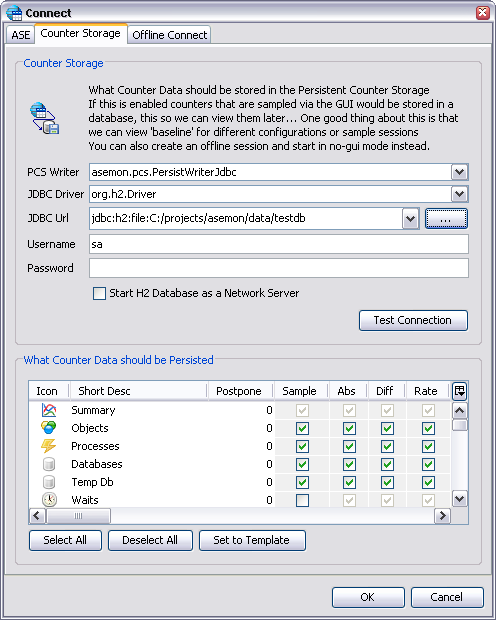 Connect
ASE Counter Storage Offline Connect
Counter Storage
What Counter Data should be stored in the Persistent Counter Storage
If this is enabled counters that are sampled via the GUI would be stored in a
database, this so we can view them later... One good thing about this is that
we can view 'baseline' for different configurations or sample sessions
You can also create an offline session and start in no-gui mode instead.
PCS Writer asemon.pcs.PersistWriterJdbc
JDBC Driver org.h2.Driver
JDBC Url jdbc:h2:file:C:/projects/asemon/data/testdb ...
Username sa
Password
Start H2 Database as a Network Server
Test Connection
What Counter Data should be Persisted
Icon Short Desc Postpone Sample Abs Diff Rate
Summary 0
Objects 0
Processes 0
Databases 0
Temp Db 0
Waits 0
Select All Deselect All Set to Template
OK Cancel